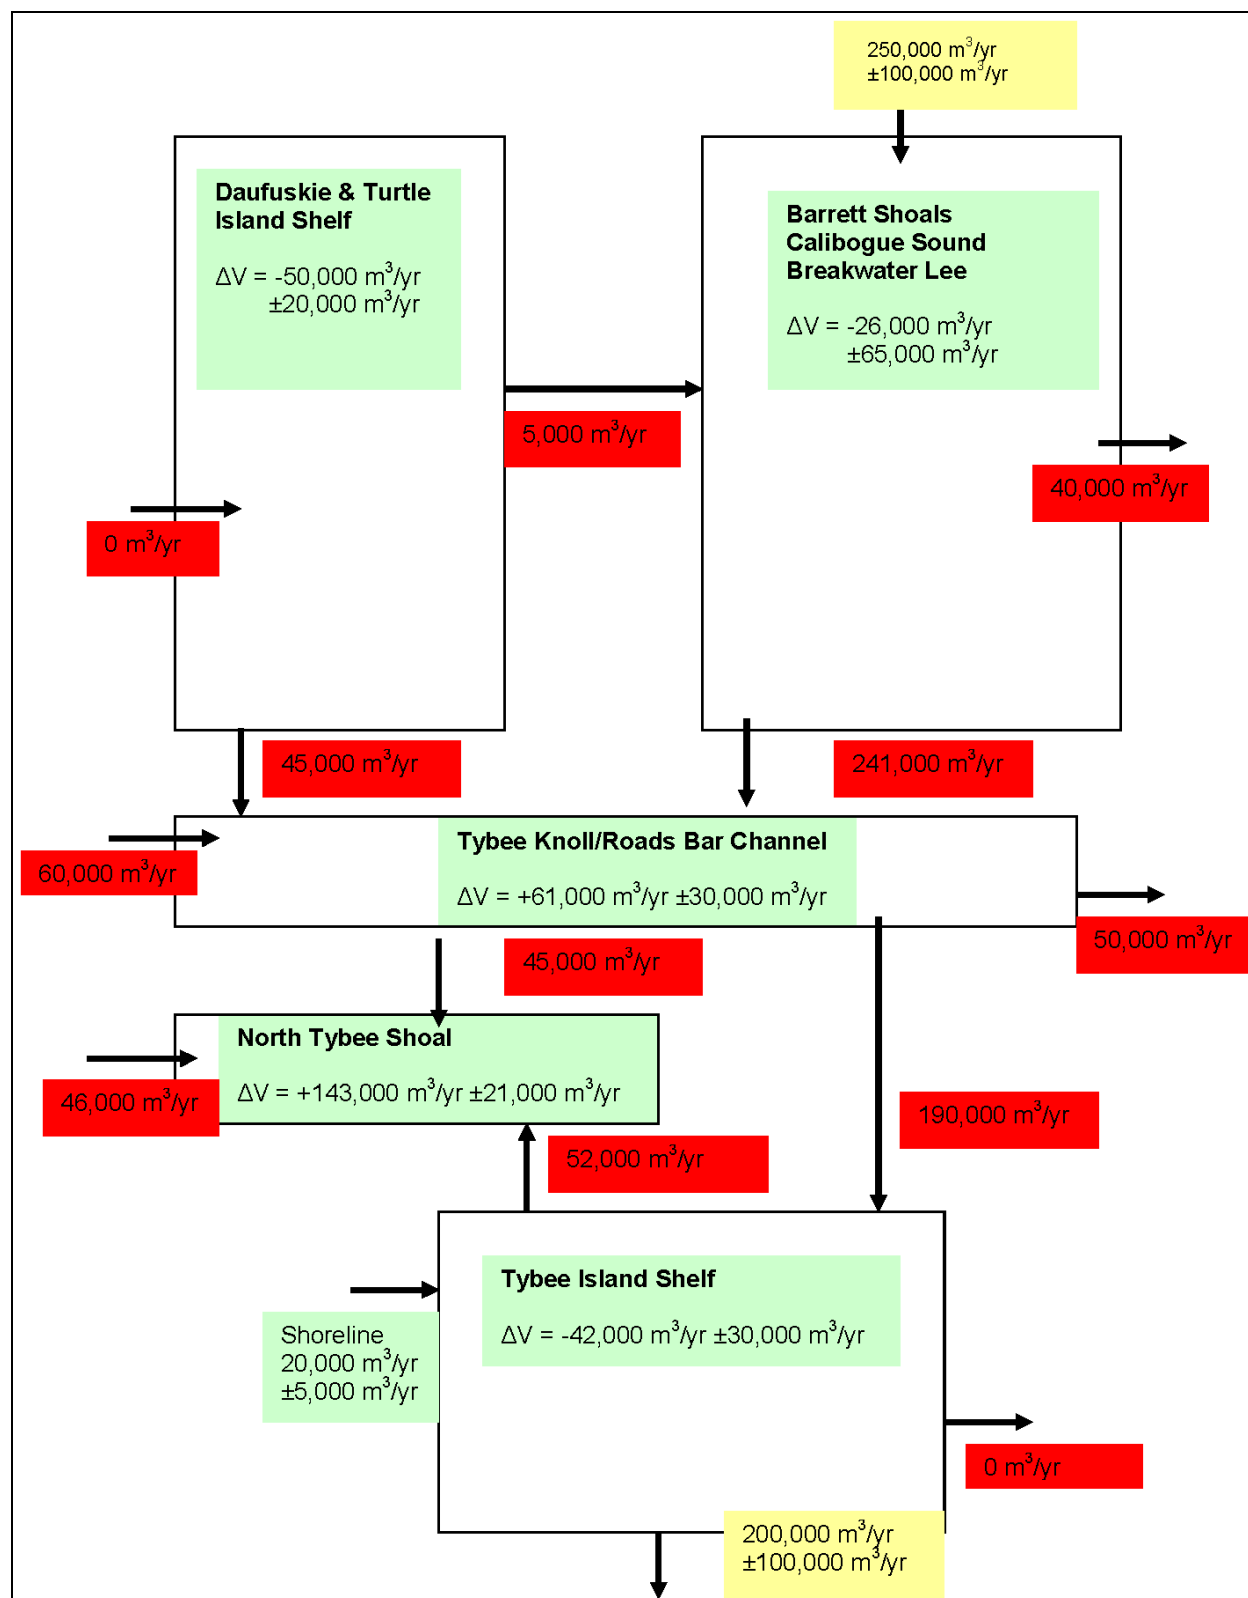 250,000 m³/yr
±100,000 m³/yr
Daufuskie & Turtle
Island Shelf
ΔV = -50,000 m³/yr
±20,000 m³/yr
Barrett Shoals
Calibogue Sound
Breakwater Lee
ΔV = -26,000 m³/yr
±65,000 m³/yr
5,000 m³/yr
40,000 m³/yr
0 m³/yr
45,000 m³/yr
241,000 m³/yr
Tybee Knoll/Roads Bar Channel
ΔV = +61,000 m³/yr ±30,000 m³/yr
60,000 m³/yr
50,000 m³/yr
45,000 m³/yr
North Tybee Shoal
ΔV = +143,000 m³/yr ±21,000 m³/yr
46,000 m³/yr
190,000 m³/yr
52,000 m³/yr
Tybee Island Shelf
ΔV = -42,000 m³/yr ±30,000 m³/yr
Shoreline
20,000 m³/yr
±5,000 m³/yr
0 m³/yr
200,000 m³/yr
±100,000 m³/yr